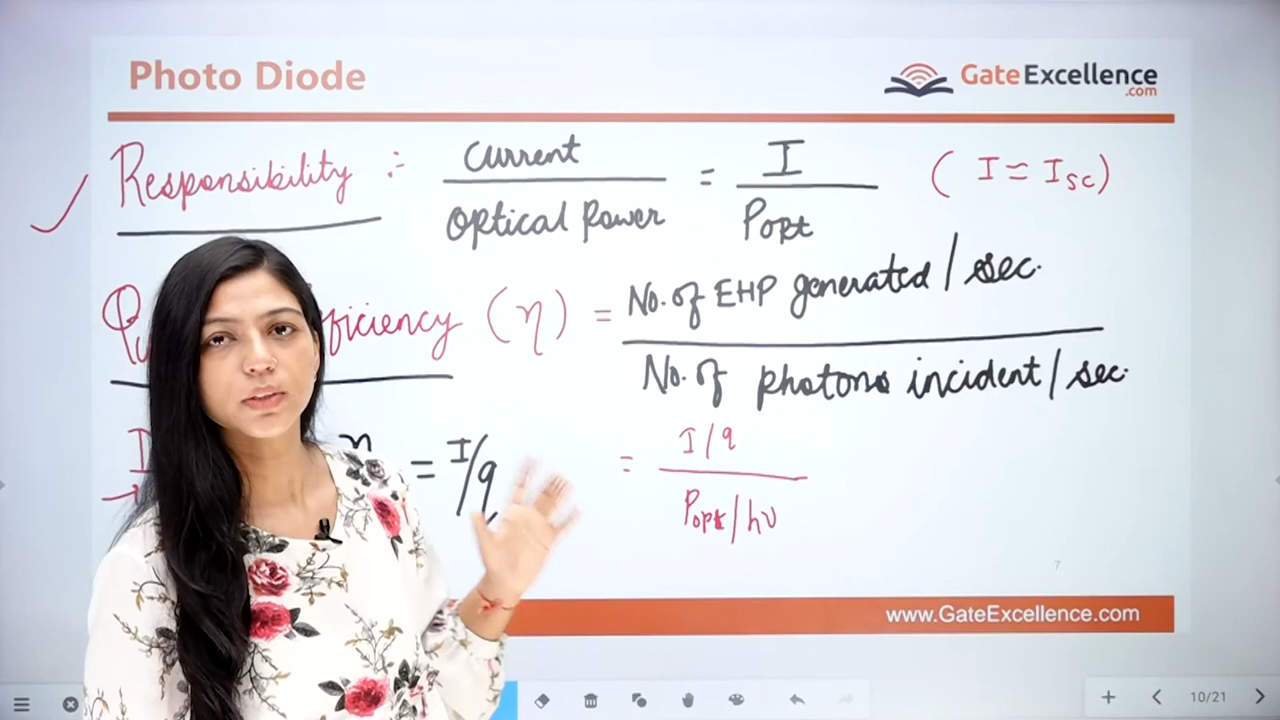 Photo Diode
GateExcellence
.com
Responsibility :- Current / Optical Power = I / Popt ( I ≈ Isc)
ficiency (η) = No. of EHP generated / sec. / No. of photons incident / sec.
= I/q = I/q / Popt/hν
7
www.GateExcellence.com
10/21